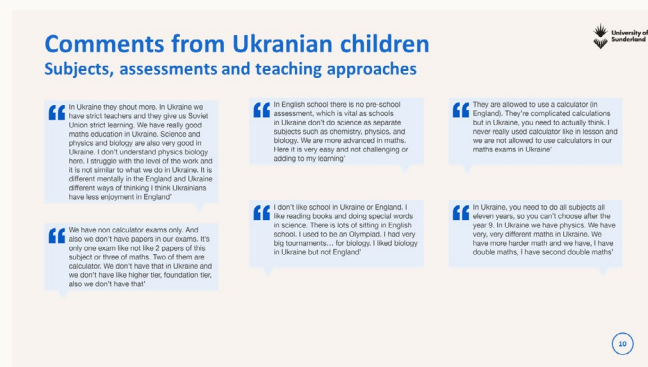 Comments from Ukranian children
Subjects, assessments and teaching approaches
University of
Sunderland
In Ukraine they shout more. In Ukraine we
have strict teachers and they give us Soviet
Union strict learning. We have really good
maths education in Ukraine. Science and
physics and biology are also very good in
Ukraine. I don't understand physics biology
here. I struggle with the level of the work and
it is not similar to what we do in Ukraine. It is
different mentally in the England and Ukraine
different ways of thinking I think Ukrainians
have less enjoyment in England'
In English school there is no pre-school
assessment, which is vital as schools
in Ukraine don't do science as separate
subjects such as chemistry, physics, and
biology. We are more advanced in maths.
Here it is very easy and not challenging or
adding to my learning'
They are allowed to use a calculator (in
England). They're complicated calculations
but in Ukraine, you need to actually think. I
never really used calculator like in lesson and
we are not allowed to use calculators in our
maths exams in Ukraine'
We have non calculator exams only. And
also we don't have papers in our exams. It's
only one exam like not like 2 papers of this
subject or three of maths. Two of them are
calculator. We don't have that in Ukraine and
we don't have like higher tier, foundation tier,
also we don't have that'
I don't like school in Ukraine or England. I
like reading books and doing special words
in science. There is lots of sitting in English
school. I used to be an Olympiad. I had very
big tournaments... for biology. I liked biology
in Ukraine but not England'
In Ukraine, you need to do all subjects all
eleven years, so you can't choose after the
year 9. In Ukraine we have physics. We have
very, very different maths in Ukraine. We
have more harder math and we have, I have
double maths, I have second double maths'
10